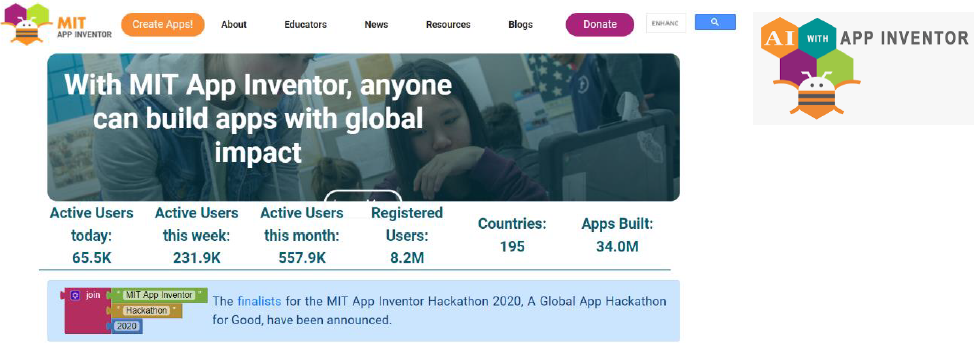 MIT
APP INVENTOR
Create Apps!
About
Educators
News
Resources
Blogs
Donate
ENHANC
AI WITH APP INVENTOR
With MIT App Inventor, anyone
can build apps with global
impact
Active Users
today:
65.5K
Active Users
this week:
231.9K
Active Users
this month:
557.9K
Registered
Users:
8.2M
Countries:
195
Apps Built:
34.0M
join " MIT App Inventor "
" Hackathon "
2020
The finalists for the MIT App Inventor Hackathon 2020, A Global App Hackathon
for Good, have been announced.